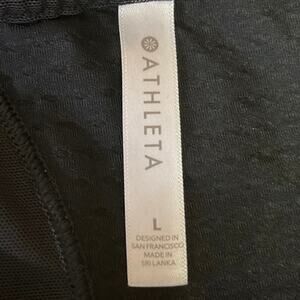 ATHLETA
L
DESIGNED IN
SAN FRANCISCO
MADE IN
SRI LANKA